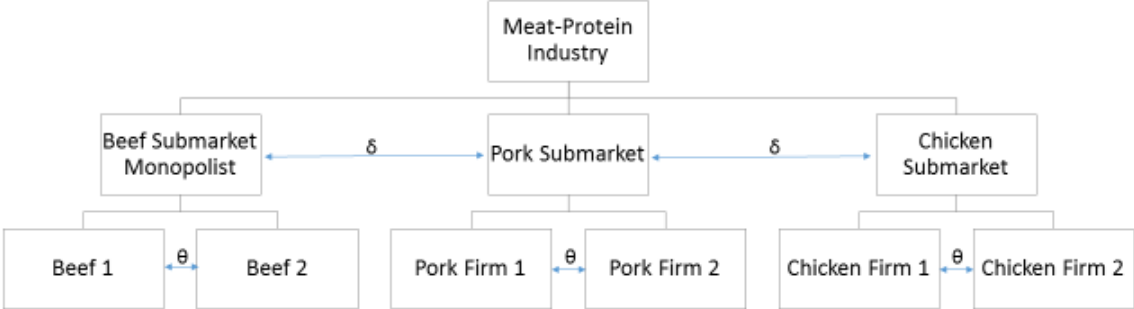 Meat-Protein
Industry
Beef Submarket
Monopolist
δ
Pork Submarket
δ
Chicken
Submarket
Beef 1
θ
Beef 2
Pork Firm 1
θ
Pork Firm 2
Chicken Firm 1
θ
Chicken Firm 2